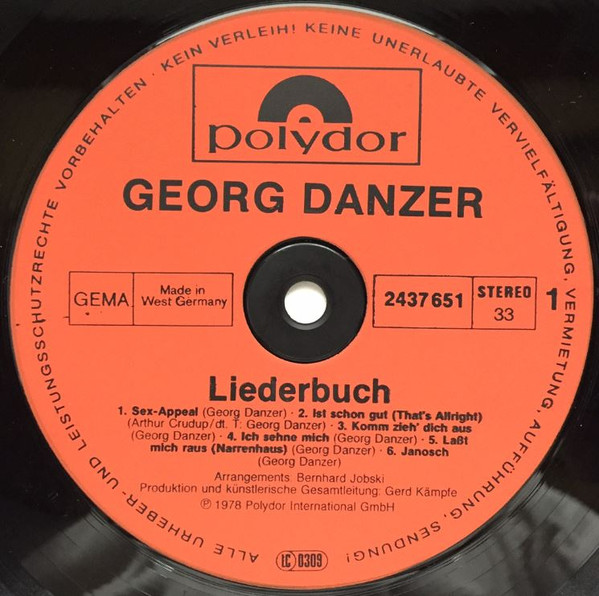 ALLE URHEBER- UND LEISTUNGSSCHUTZRECHTE VORBEHALTEN · KEIN VERLEIH! KEINE UNERLAUBTE VERVIELFÄLTIGUNG, VERMIETUNG, AUFFÜHRUNG, SENDUNG!
polydor
GEORG DANZER
GEMA
Made in
West Germany
2437 651
STEREO
33
1
Liederbuch
1. Sex-Appeal (Georg Danzer) · 2. Ist schon gut (That's Allright)
(Arthur Crudup/dt. T: Georg Danzer) · 3. Komm zieh' dich aus
(Georg Danzer) · 4. Ich sehne mich (Georg Danzer) · 5. Laßt
mich raus (Narrenhaus) (Georg Danzer) · 6. Janosch
(Georg Danzer)
Arrangements: Bernhard Jobski
Produktion und künstlerische Gesamtleitung: Gerd Kämpfe
Ⓟ 1978 Polydor International GmbH
LC 0309